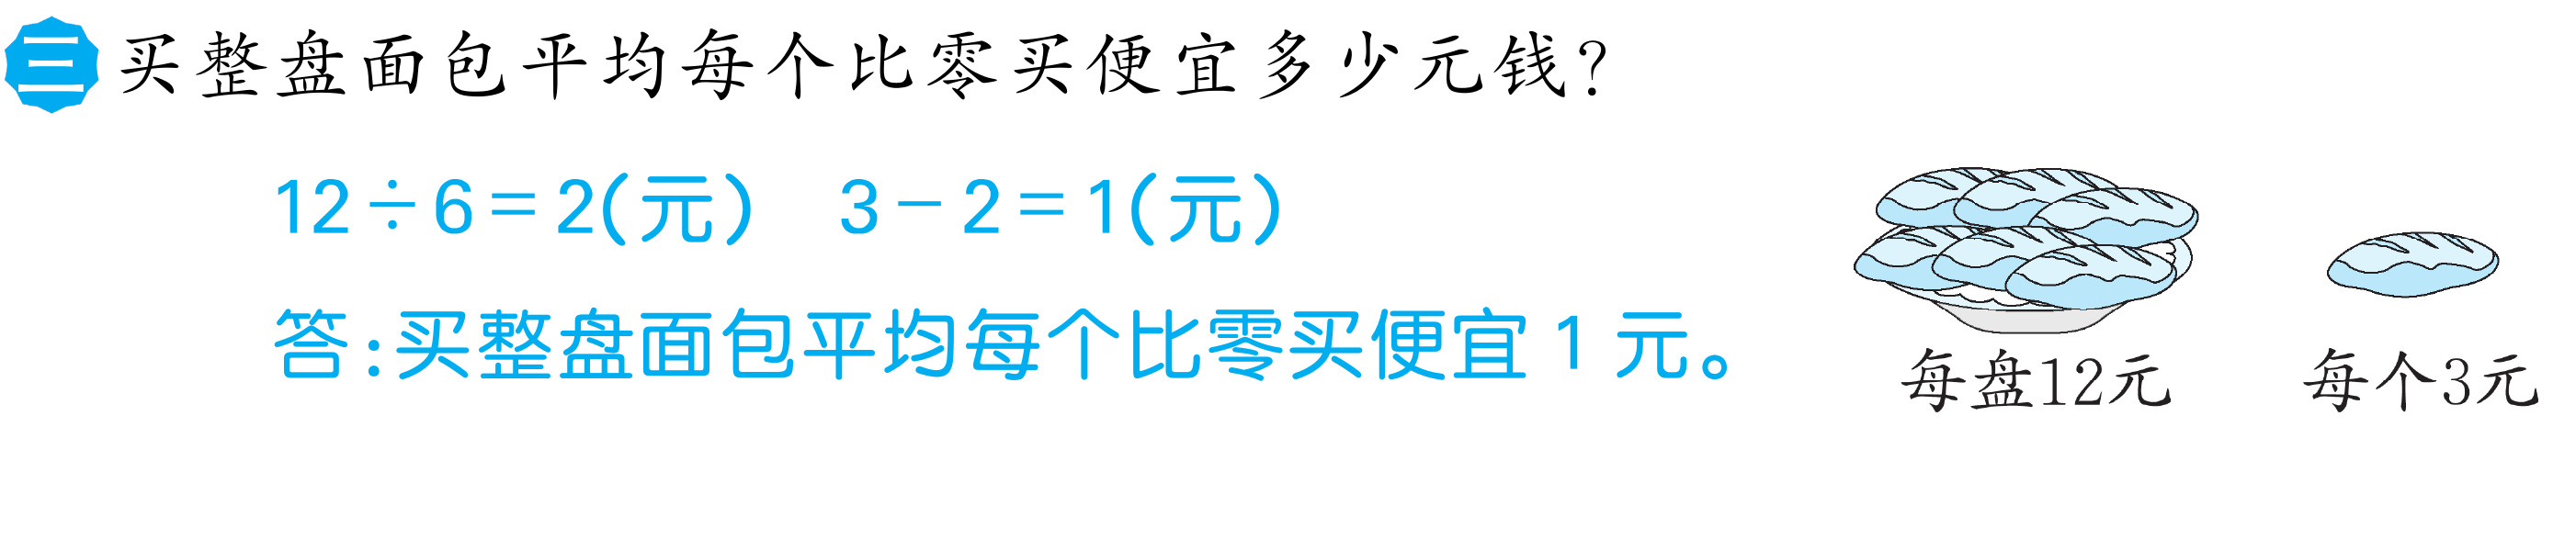 三 买整盘面包平均每个比零买便宜多少元钱?
12÷6=2(元) 3-2=1(元)
答:买整盘面包平均每个比零买便宜1元。
每盘12元 每个3元